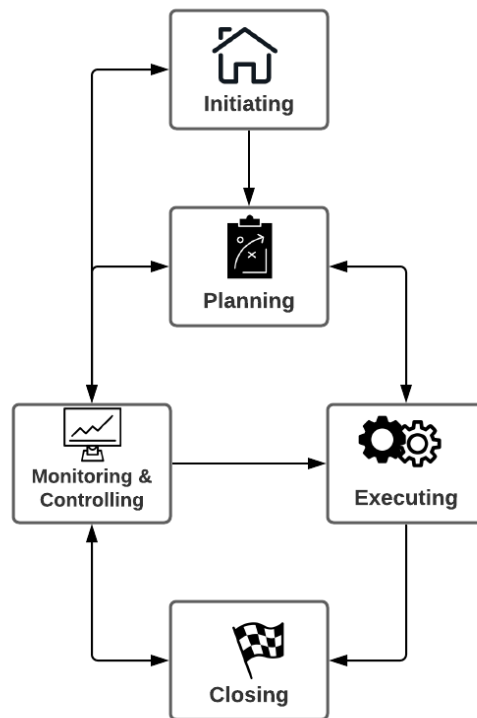 Initiating
Planning
Monitoring &
Controlling
Executing
Closing